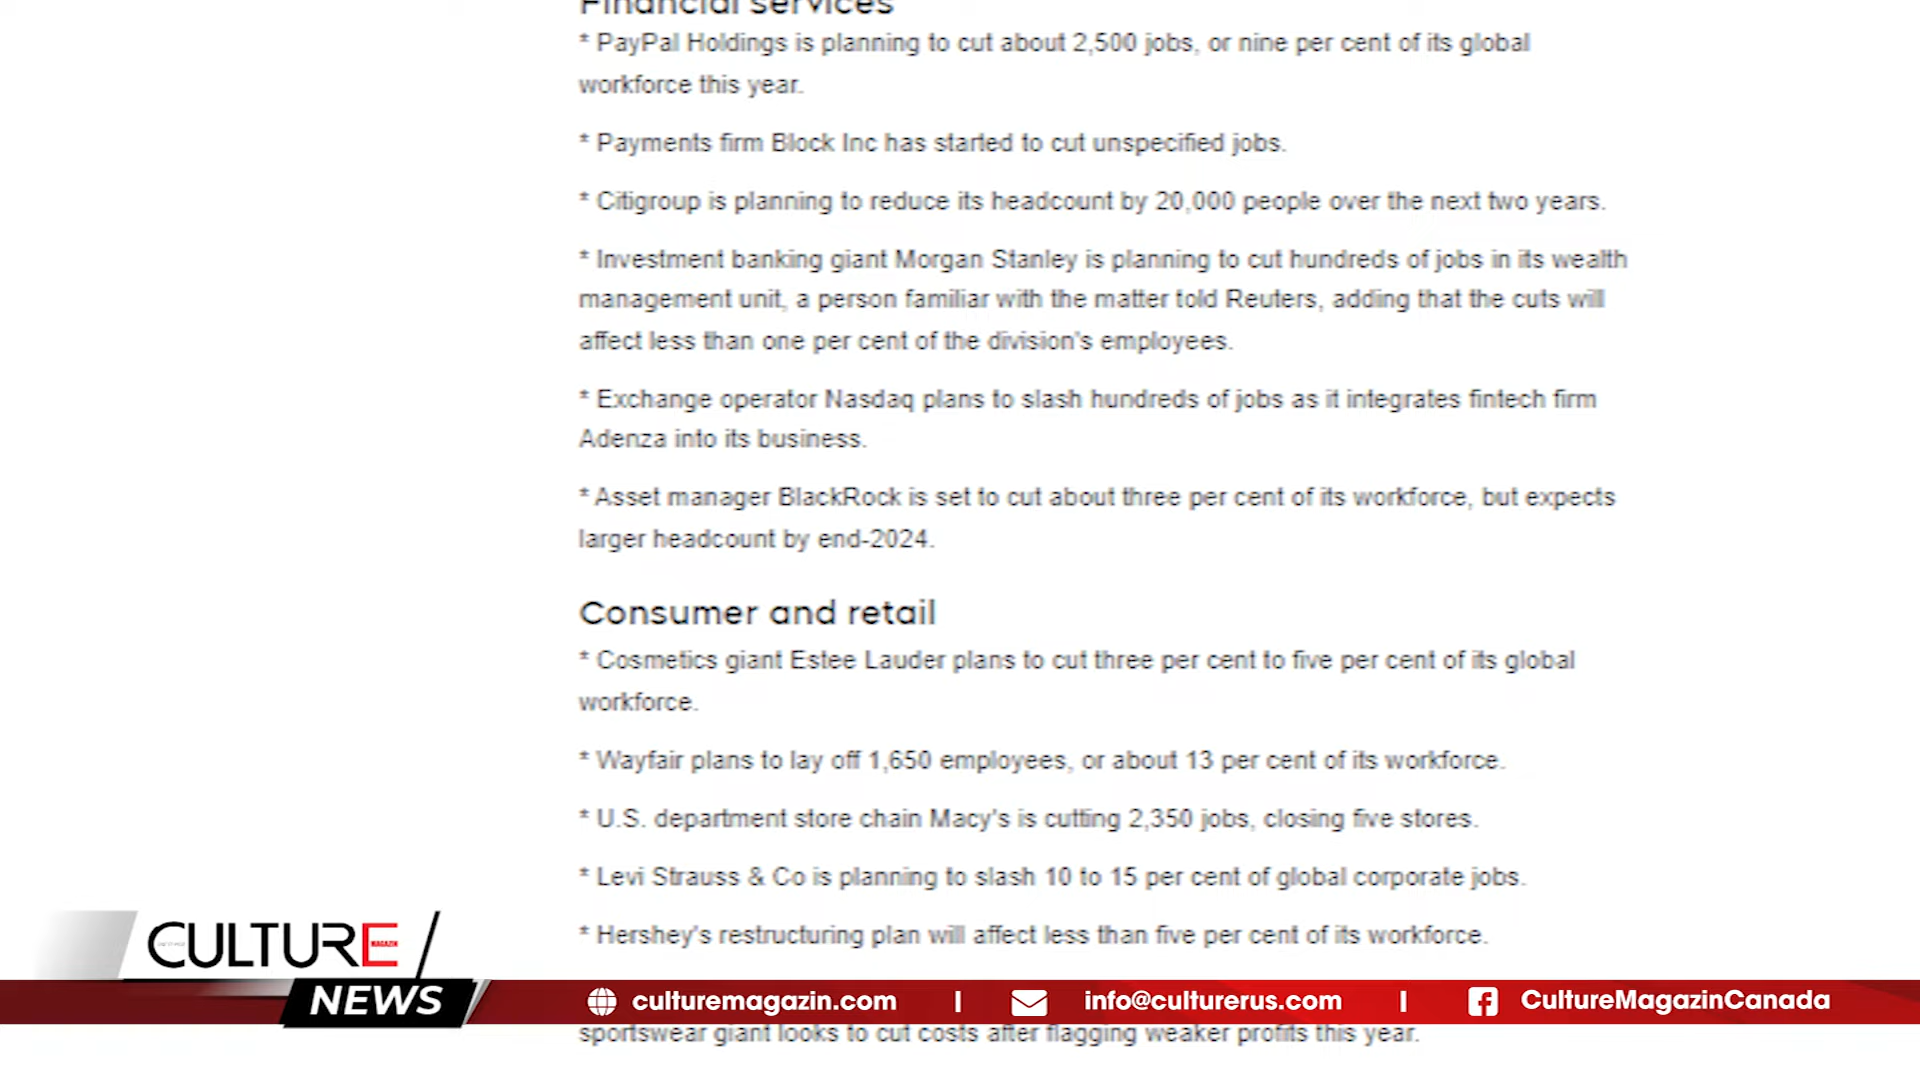 Financial services
* PayPal Holdings is planning to cut about 2,500 jobs, or nine per cent of its global
workforce this year.
* Payments firm Block Inc has started to cut unspecified jobs.
* Citigroup is planning to reduce its headcount by 20,000 people over the next two years.
* Investment banking giant Morgan Stanley is planning to cut hundreds of jobs in its wealth
management unit, a person familiar with the matter told Reuters, adding that the cuts will
affect less than one per cent of the division's employees.
* Exchange operator Nasdaq plans to slash hundreds of jobs as it integrates fintech firm
Adenza into its business.
* Asset manager BlackRock is set to cut about three per cent of its workforce, but expects
larger headcount by end-2024.
Consumer and retail
* Cosmetics giant Estee Lauder plans to cut three per cent to five per cent of its global
workforce.
* Wayfair plans to lay off 1,650 employees, or about 13 per cent of its workforce.
* U.S. department store chain Macy's is cutting 2,350 jobs, closing five stores.
* Levi Strauss & Co is planning to slash 10 to 15 per cent of global corporate jobs.
* Hershey's restructuring plan will affect less than five per cent of its workforce.
CULTURE MAGAZIN
NEWS
culturemagazin.com | info@culturerus.com | CultureMagazinCanada
sportswear giant looks to cut costs after flagging weaker profits this year.